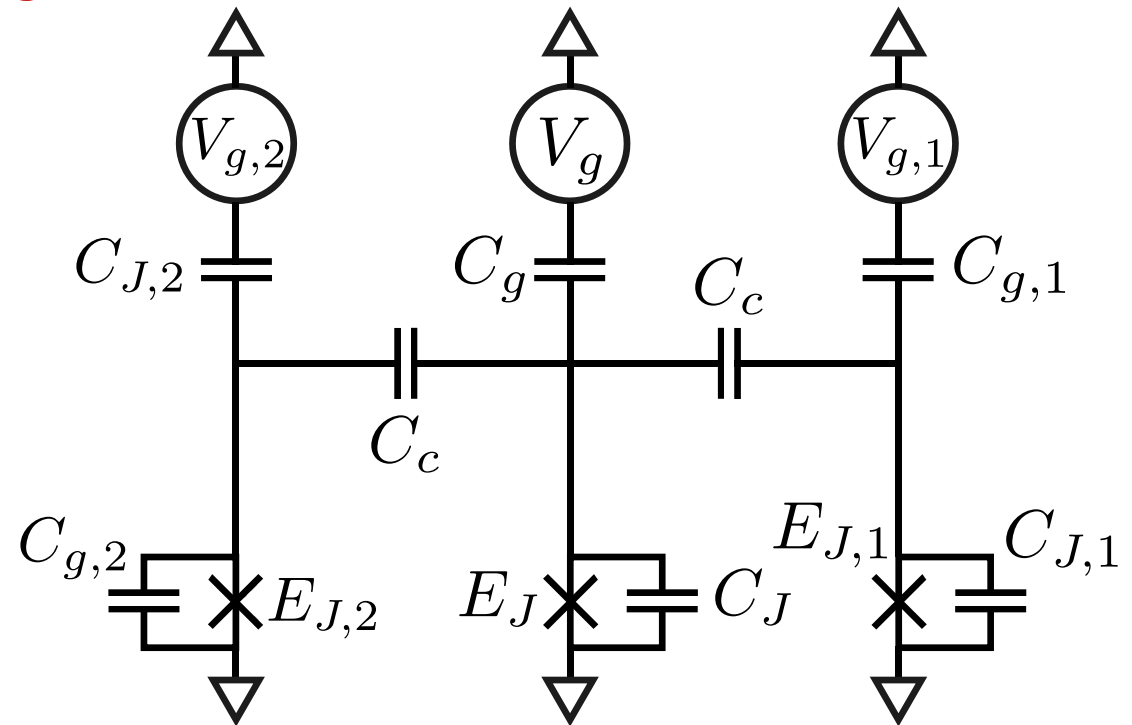 V_{g,2} V_g V_{g,1}
C_{J,2} C_g C_c C_{g,1}
C_c
C_{g,2} E_{J,2} E_J C_J E_{J,1} C_{J,1}